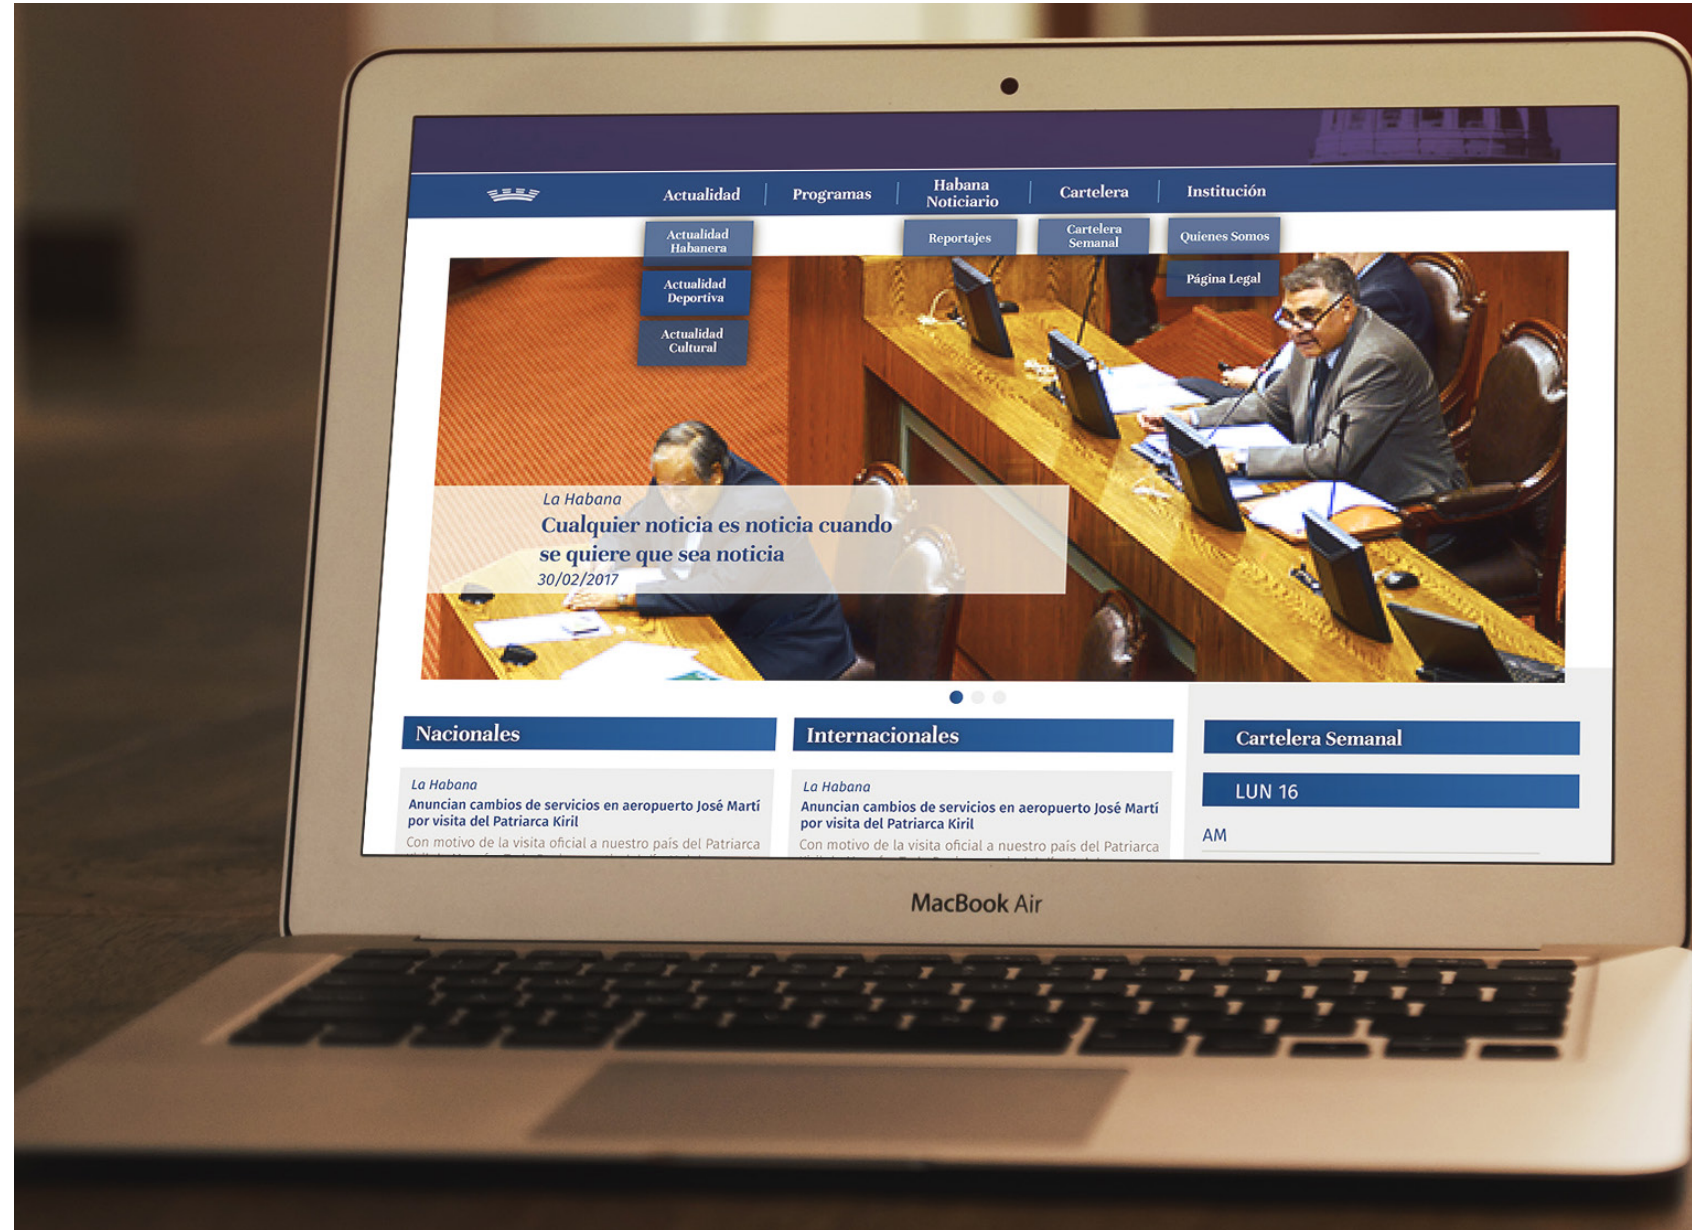 Actualidad
Programas
Habana
Noticiario
Cartelera
Institución
Actualidad
Habanera
Actualidad
Deportiva
Actualidad
Cultural
Reportajes
Cartelera
Semanal
Quienes Somos
Página Legal
La Habana
Cualquier noticia es noticia cuando
se quiere que sea noticia
30/02/2017
Nacionales
La Habana
Anuncian cambios de servicios en aeropuerto José Martí
por visita del Patriarca Kiril
Con motivo de la visita oficial a nuestro país del Patriarca
Internacionales
La Habana
Anuncian cambios de servicios en aeropuerto José Martí
por visita del Patriarca Kiril
Con motivo de la visita oficial a nuestro país del Patriarca
Cartelera Semanal
LUN 16
AM
MacBook Air